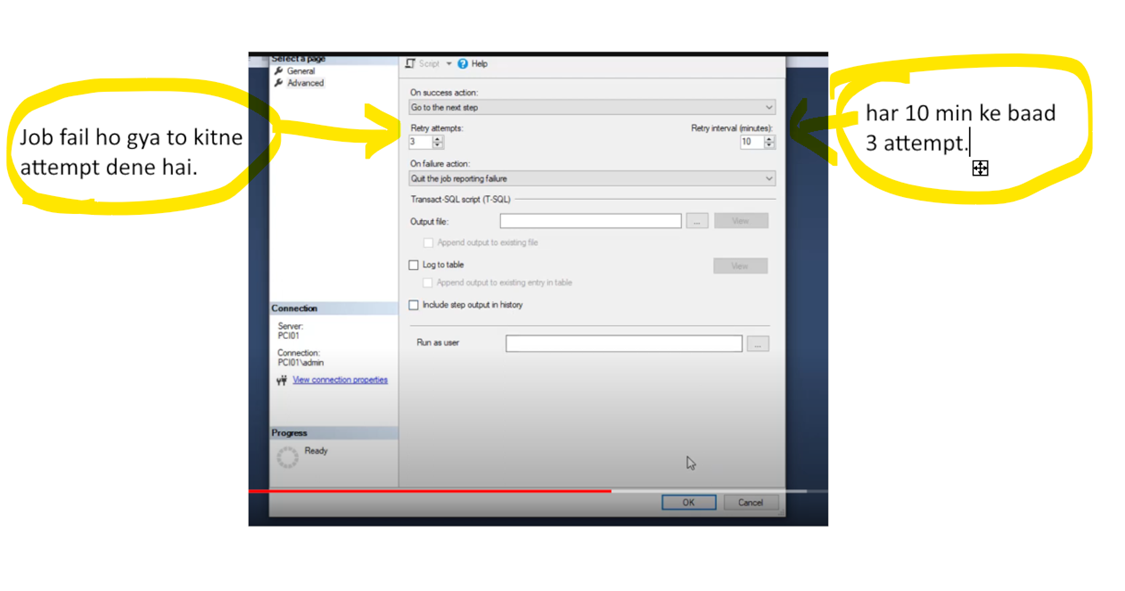 Select a page
General
Advanced
Script
Help
On success action:
Go to the next step
Retry attempts:
Retry interval (minutes):
3
10
On failure action:
Quit the job reporting failure
Transact-SQL script (T-SQL)
Output file:
...
View
Append output to existing file
Log to table
View
Append output to existing entry in table
Include step output in history
Run as user
...
Connection
Server:
PCI01
Connection:
PCI01\admin
View connection properties
Progress
Ready
OK
Cancel
Job fail ho gya to kitne
attempt dene hai.
har 10 min ke baad
3 attempt.